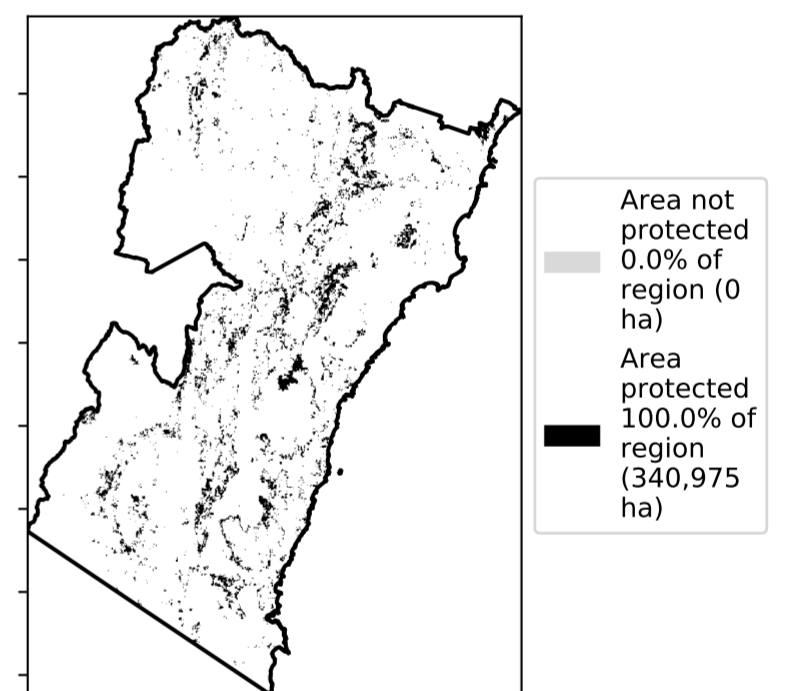 Area not
protected
0.0% of
region (0
ha)
Area
protected
100.0% of
region
(340,975
ha)